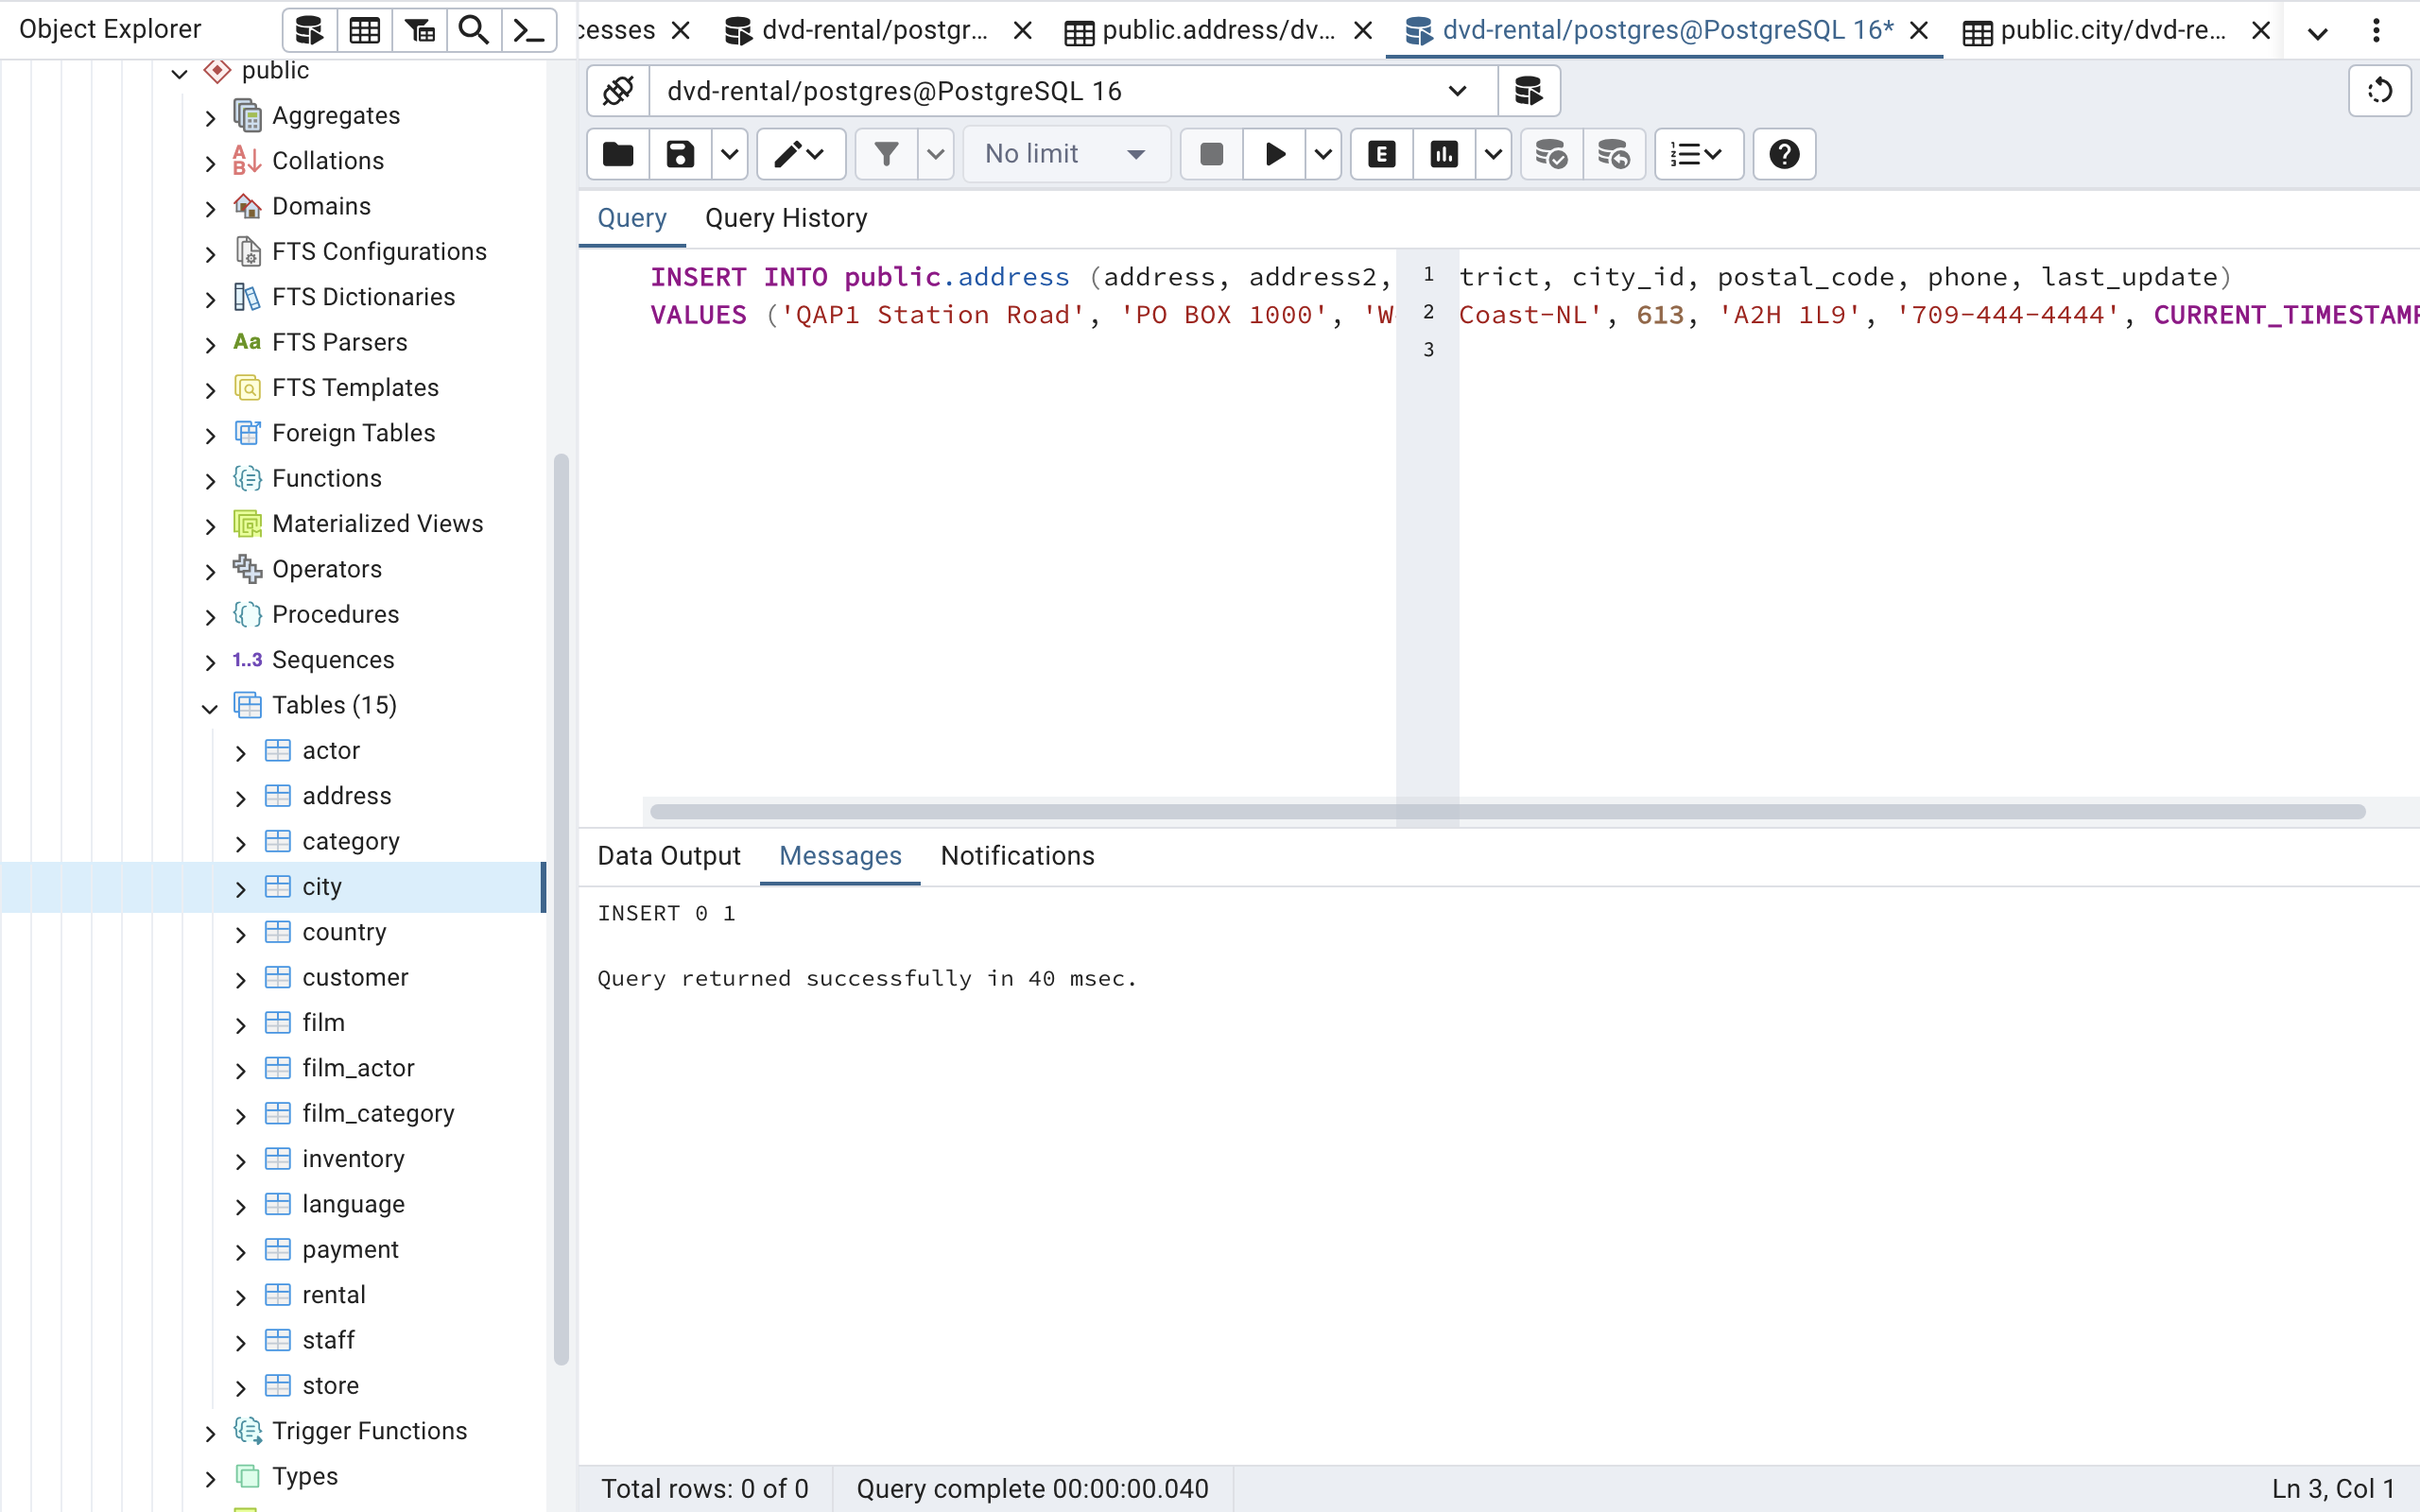 Object Explorer
cesses
dvd-rental/postgr...
public.address/dv...
dvd-rental/postgres@PostgreSQL 16*
public.city/dvd-re...
dvd-rental/postgres@PostgreSQL 16
No limit
E
Query
Query History
INSERT INTO public.address (address, address2, 1 trict, city_id, postal_code, phone, last_update)
VALUES ('QAP1 Station Road', 'PO BOX 1000', 'W 2 Coast-NL', 613, 'A2H 1L9', '709-444-4444', CURRENT_TIMESTAMP
3
Data Output
Messages
Notifications
INSERT 0 1
Query returned successfully in 40 msec.
Total rows: 0 of 0
Query complete 00:00:00.040
Ln 3, Col 1
public
Aggregates
Collations
Domains
FTS Configurations
FTS Dictionaries
Aa FTS Parsers
FTS Templates
Foreign Tables
Functions
Materialized Views
Operators
Procedures
1..3 Sequences
Tables (15)
actor
address
category
city
country
customer
film
film_actor
film_category
inventory
language
payment
rental
staff
store
Trigger Functions
Types